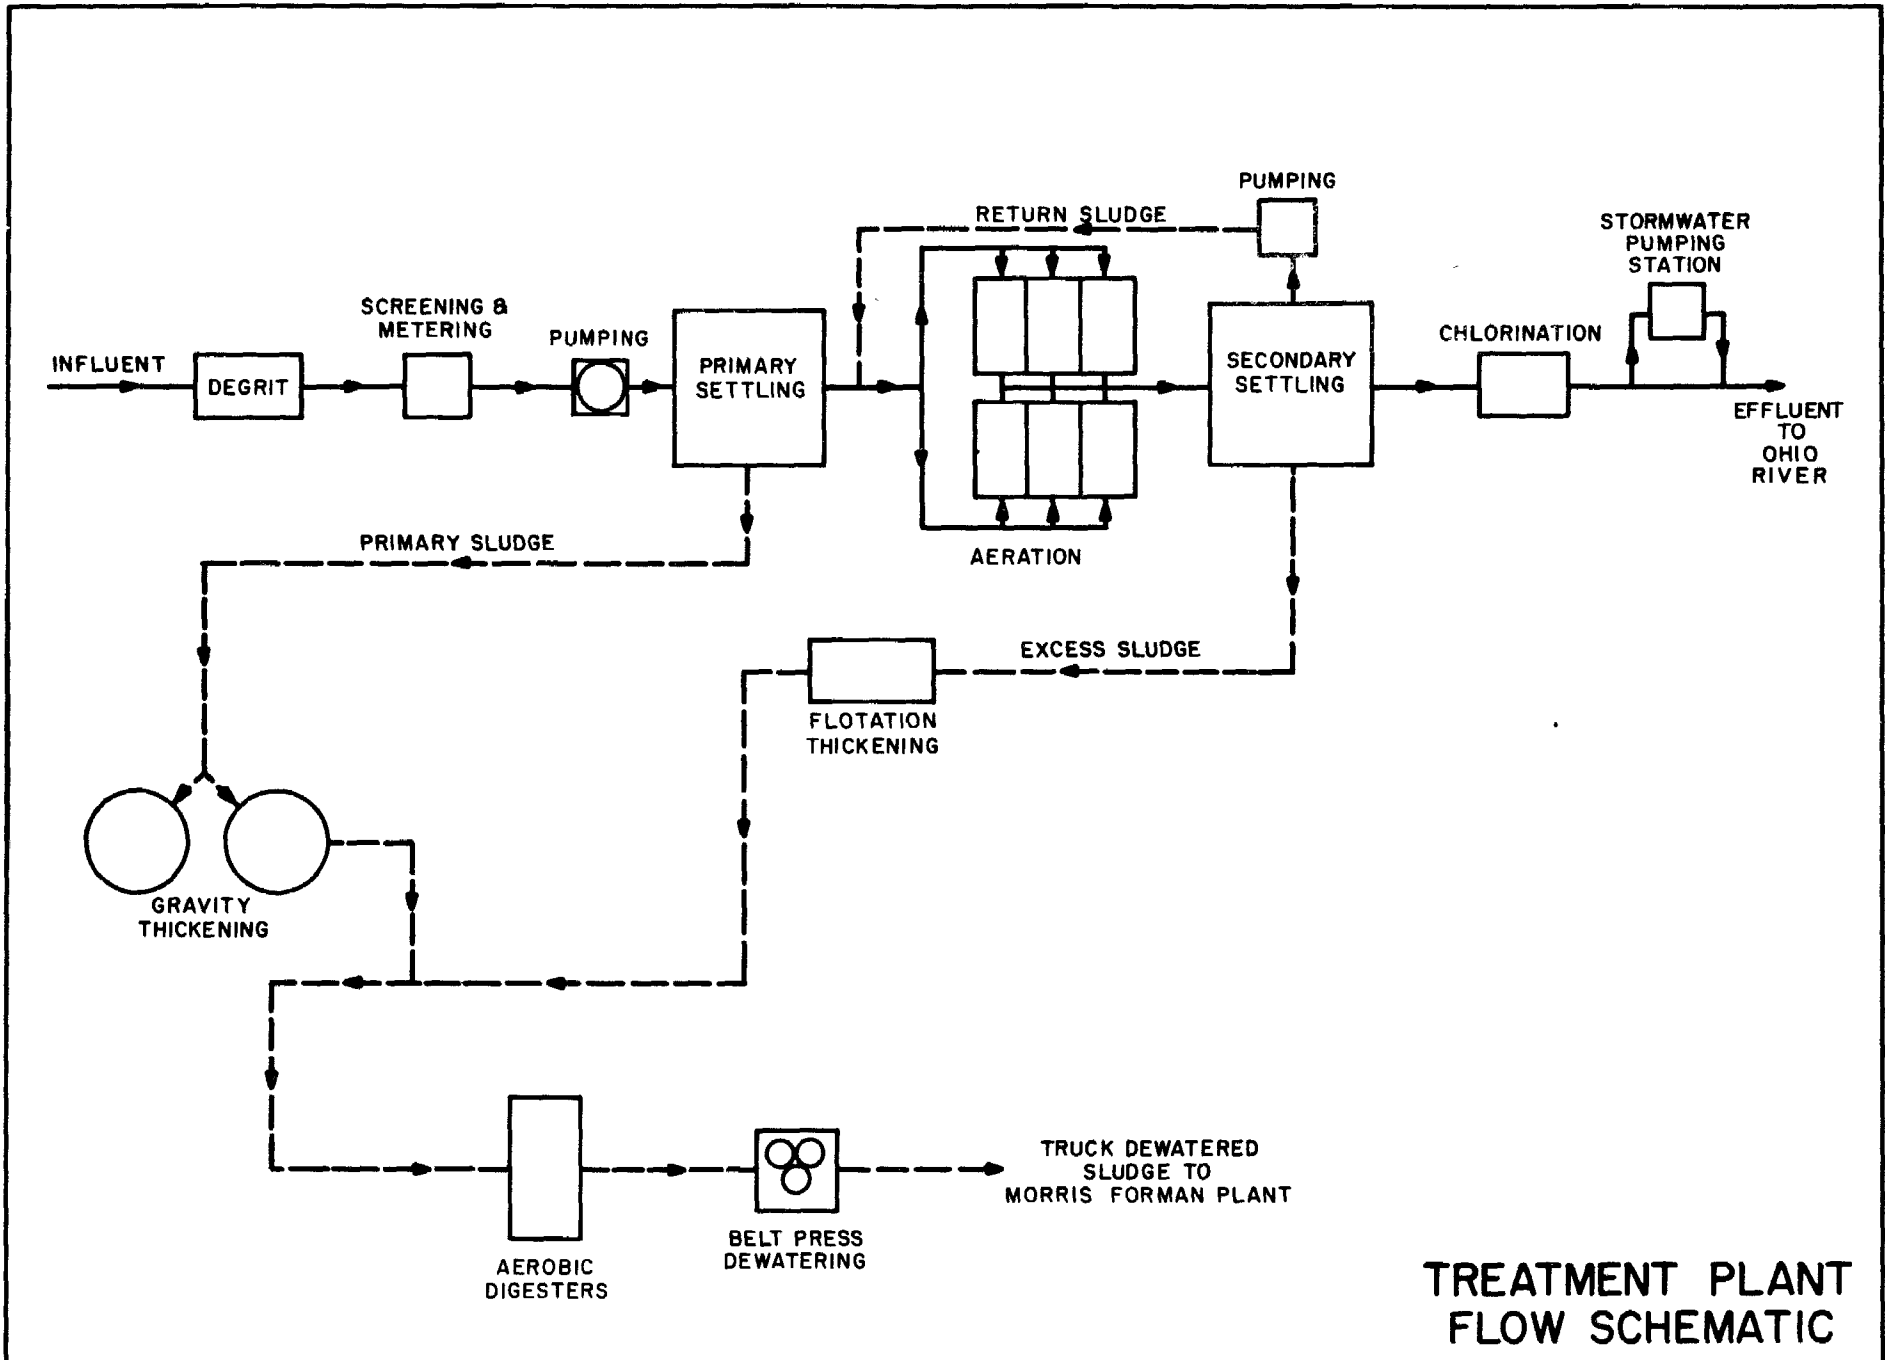 PUMPING
RETURN SLUDGE
STORMWATER
PUMPING
STATION
SCREENING &
METERING
PUMPING
CHLORINATION
INFLUENT
DEGRIT
PRIMARY
SETTLING
SECONDARY
SETTLING
EFFLUENT
TO
OHIO
RIVER
PRIMARY SLUDGE
AERATION
EXCESS SLUDGE
FLOTATION
THICKENING
GRAVITY
THICKENING
TRUCK DEWATERED
SLUDGE TO
MORRIS FORMAN PLANT
BELT PRESS
DEWATERING
AEROBIC
DIGESTERS
TREATMENT PLANT
FLOW SCHEMATIC